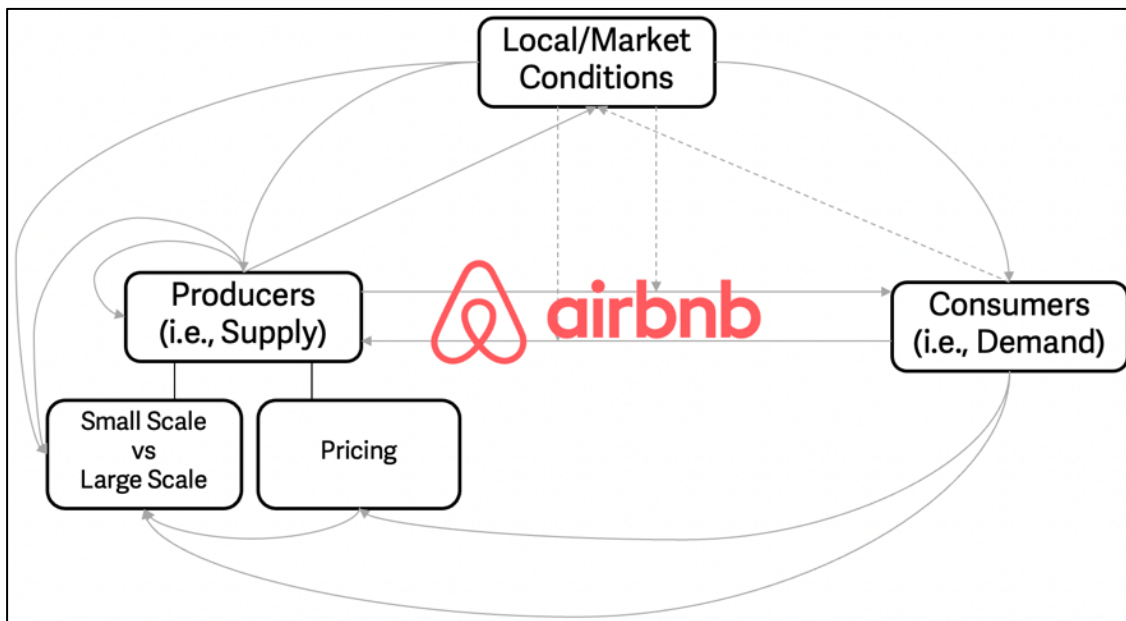 Local/Market
Conditions
Producers
(i.e., Supply)
airbnb
Consumers
(i.e., Demand)
Small Scale
vs
Large Scale
Pricing